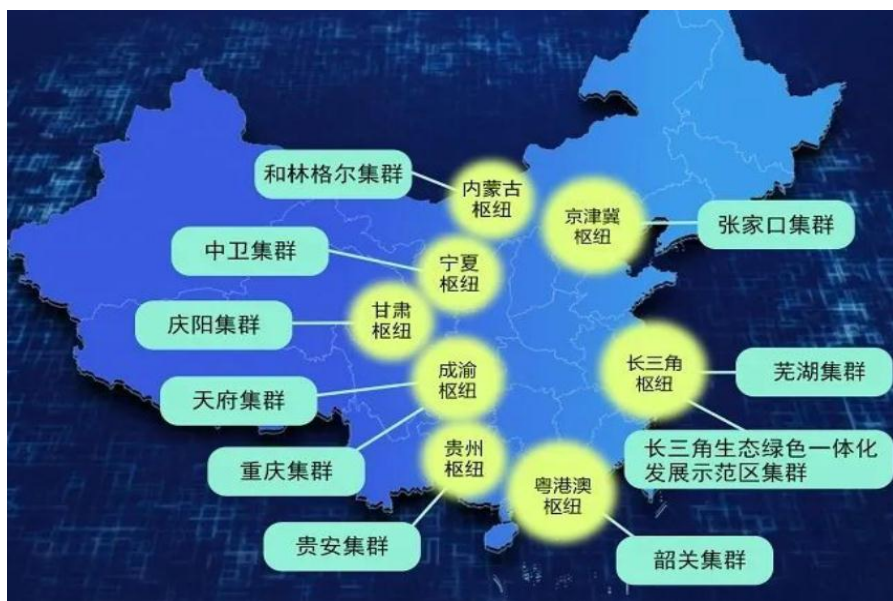 和林格尔集群
内蒙古
枢纽
京津冀
枢纽
张家口集群
中卫集群
宁夏
枢纽
庆阳集群
甘肃
枢纽
天府集群
成渝
枢纽
长三角
枢纽
芜湖集群
重庆集群
贵州
枢纽
长三角生态绿色一体化
发展示范区集群
粤港澳
枢纽
贵安集群
韶关集群